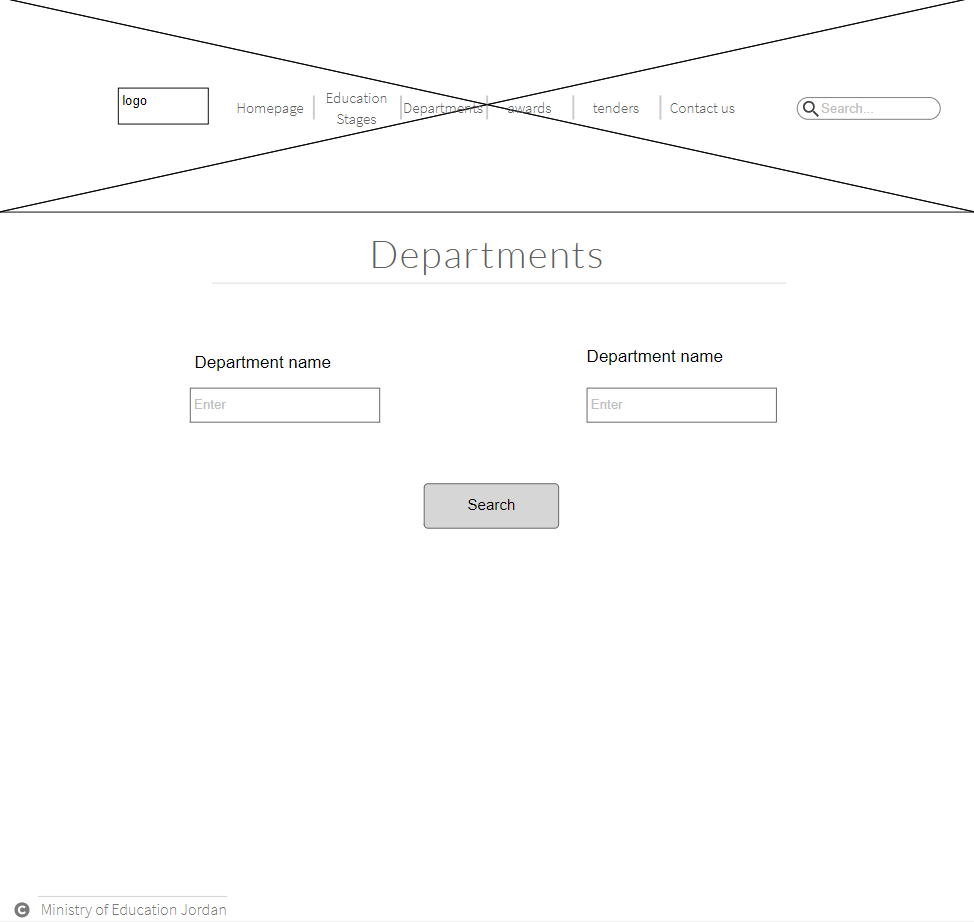 logo
Homepage
Education
Stages
Departments
awards
tenders
Contact us
Search...
Departments
Department name
Department name
Enter
Enter
Search
Ministry of Education Jordan